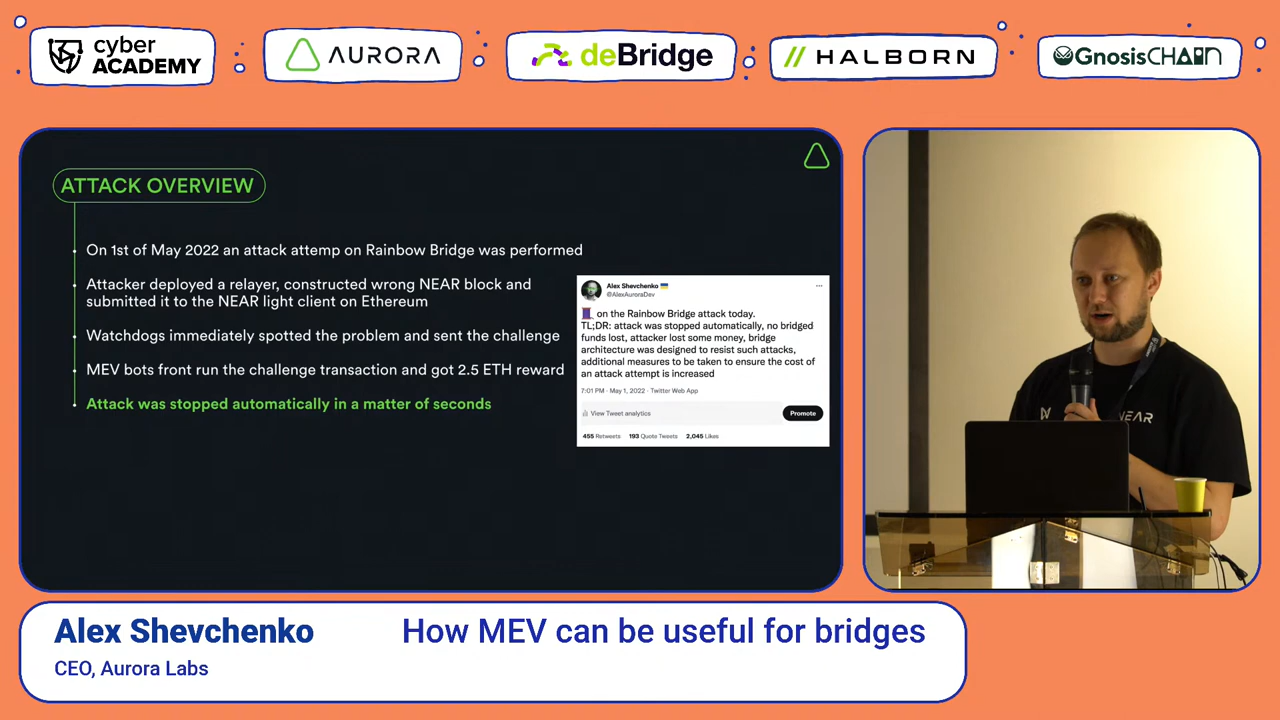 cyber
ACADEMY
AURORA
deBridge
HALBORN
GnosisCHAIN
ATTACK OVERVIEW
On 1st of May 2022 an attack attemp on Rainbow Bridge was performed
Attacker deployed a relayer, constructed wrong NEAR block and
submitted it to the NEAR light client on Ethereum
Watchdogs immediately spotted the problem and sent the challenge
MEV bots front run the challenge transaction and got 2.5 ETH reward
Attack was stopped automatically in a matter of seconds
Alex Shevchenko
@AlexAuroraDev
on the Rainbow Bridge attack today.
TL;DR: attack was stopped automatically, no bridged
funds lost, attacker lost some money, bridge
architecture was designed to resist such attacks,
additional measures to be taken to ensure the cost of
an attack attempt is increased
7:01 PM · May 1, 2022 · Twitter Web App
View Tweet analytics
Promote
455 Retweets 193 Quote Tweets 2,045 Likes
NEAR
Alex Shevchenko
CEO, Aurora Labs
How MEV can be useful for bridges